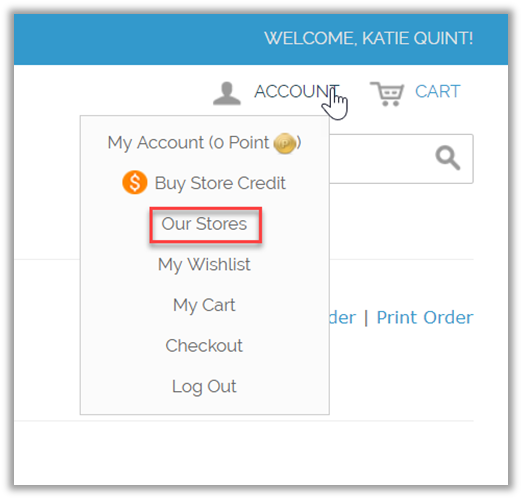 WELCOME, KATIE QUINT!
ACCOUNT CART
My Account (0 Point )
$ Buy Store Credit
Our Stores
My Wishlist
My Cart
der | Print Order
Checkout
Log Out